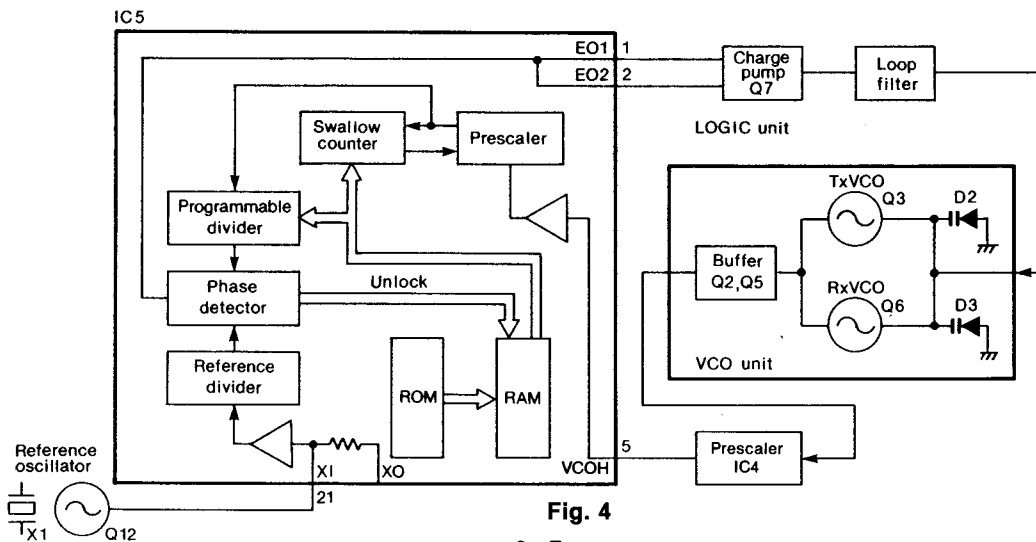 IC5
EO1 1
EO2 2
Charge
pump
Q7
Loop
filter
LOGIC unit
Swallow
counter
Prescaler
Programmable
divider
Phase
detector
Unlock
Reference
divider
ROM
RAM
TxVCO
Q3
D2
Buffer
Q2,Q5
RxVCO
Q6
D3
VCO unit
Reference
oscillator
X1
Q12
XI
XO
21
VCOH
5
Prescaler
IC4
Fig. 4